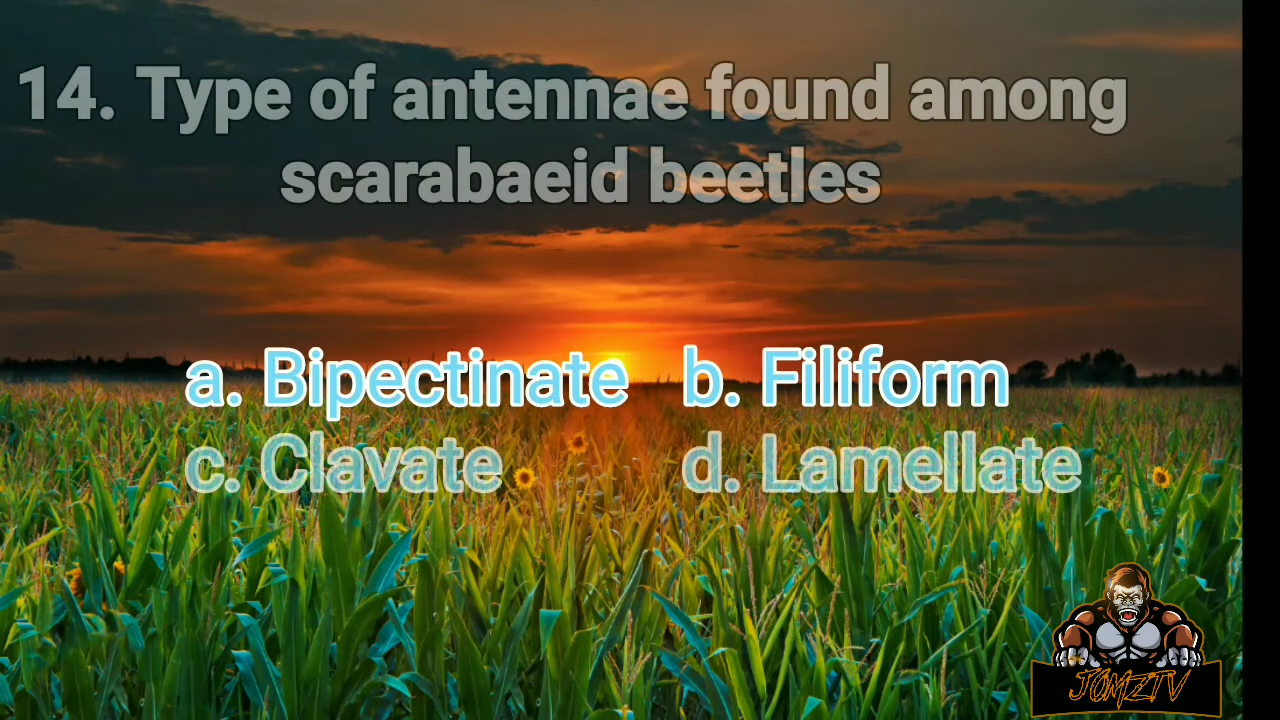 14. Type of antennae found among
scarabaeid beetles
a. Bipectinate b. Filiform
c. Clavate d. Lamellate
JOMZTV